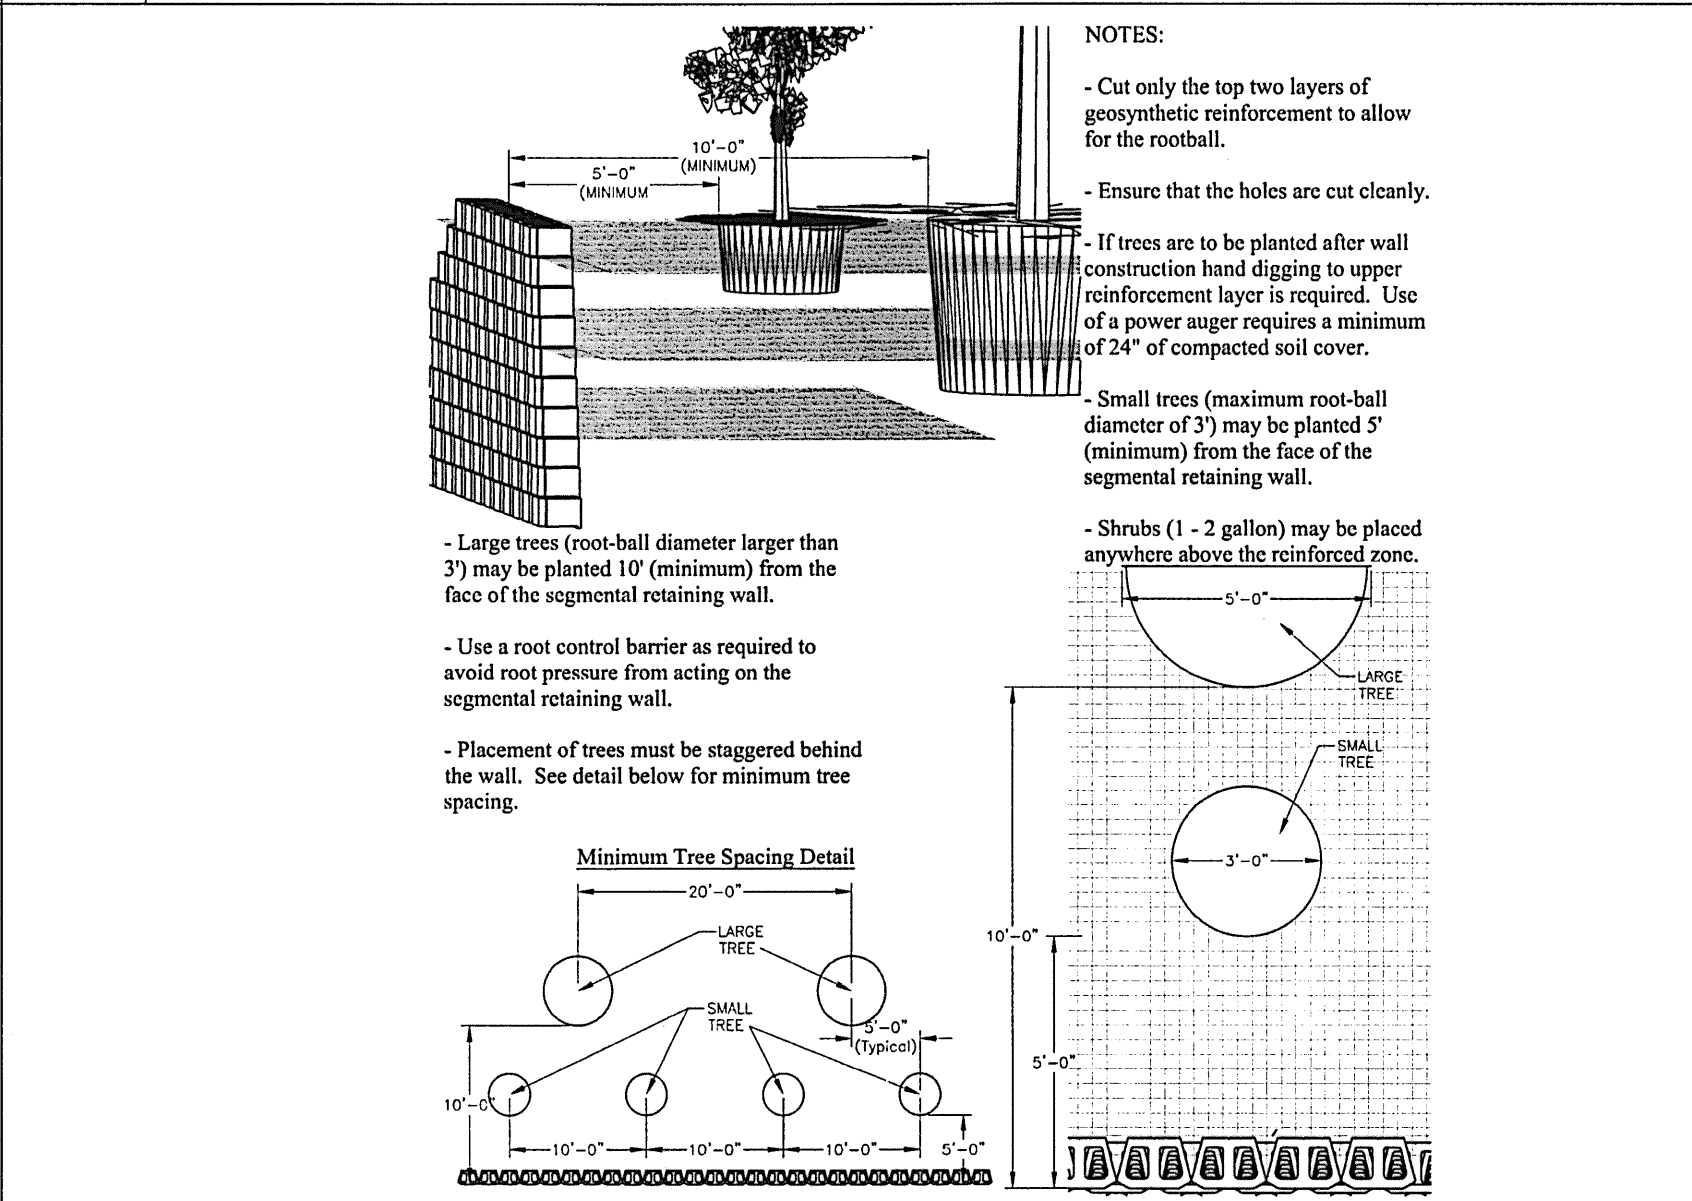 NOTES:
- Cut only the top two layers of
geosynthetic reinforcement to allow
for the rootball.
- Ensure that the holes are cut cleanly.
- If trees are to be planted after wall
construction hand digging to upper
reinforcement layer is required. Use
of a power auger requires a minimum
of 24" of compacted soil cover.
- Small trees (maximum root-ball
diameter of 3') may be planted 5'
(minimum) from the face of the
segmental retaining wall.
- Shrubs (1 - 2 gallon) may be placed
anywhere above the reinforced zone.
10'-0"
(MINIMUM)
5'-0"
(MINIMUM
- Large trees (root-ball diameter larger than
3') may be planted 10' (minimum) from the
face of the segmental retaining wall.
- Use a root control barrier as required to
avoid root pressure from acting on the
segmental retaining wall.
- Placement of trees must be staggered behind
the wall. See detail below for minimum tree
spacing.
Minimum Tree Spacing Detail
20'-0"
LARGE
TREE
SMALL
TREE
5'-0"
(Typical)
10'-0"
10'-0"
10'-0"
10'-0"
5'-0"
5'-0"
LARGE
TREE
SMALL
TREE
3'-0"
10'-0"
5'-0"